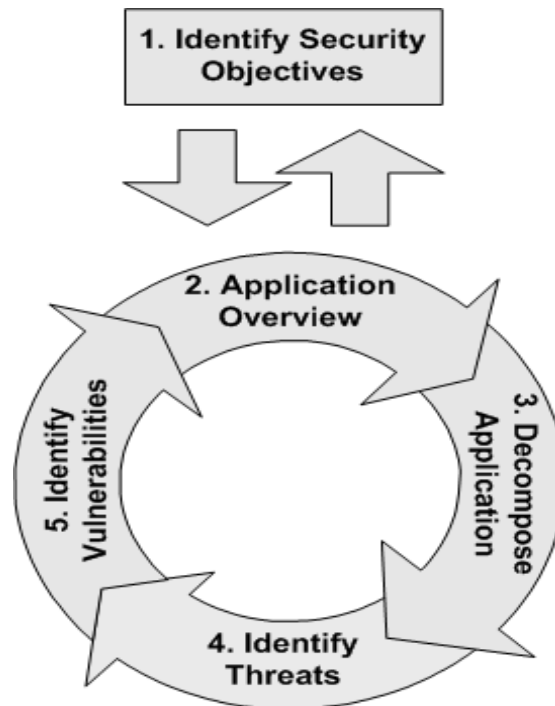 1. Identify Security
Objectives
2. Application
Overview
3. Decompose
Application
4. Identify
Threats
5. Identify
Vulnerabilities